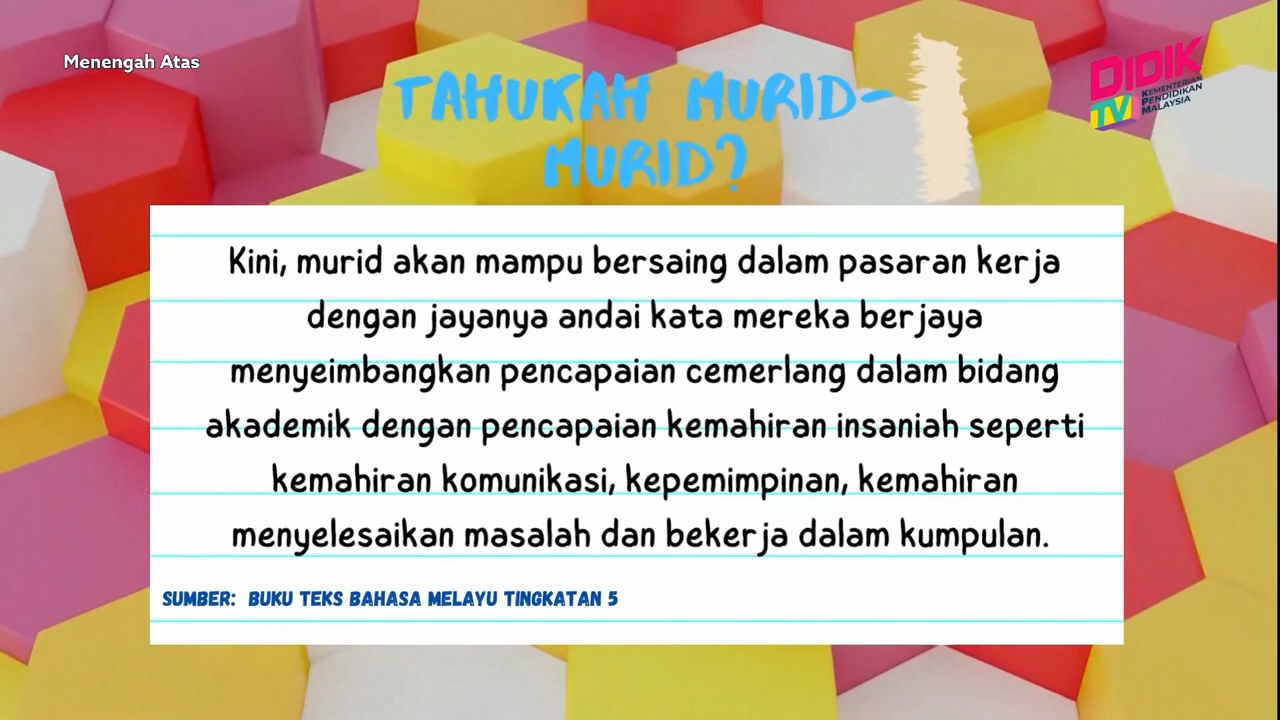 Menengah Atas
TAHUKAH MURID-
MURID?
DIDIK
TV
KEMENTERIAN
PENDIDIKAN
MALAYSIA
Kini, murid akan mampu bersaing dalam pasaran kerja
dengan jayanya andai kata mereka berjaya
menyeimbangkan pencapaian cemerlang dalam bidang
akademik dengan pencapaian kemahiran insaniah seperti
kemahiran komunikasi, kepemimpinan, kemahiran
menyelesaikan masalah dan bekerja dalam kumpulan.
SUMBER: BUKU TEKS BAHASA MELAYU TINGKATAN 5